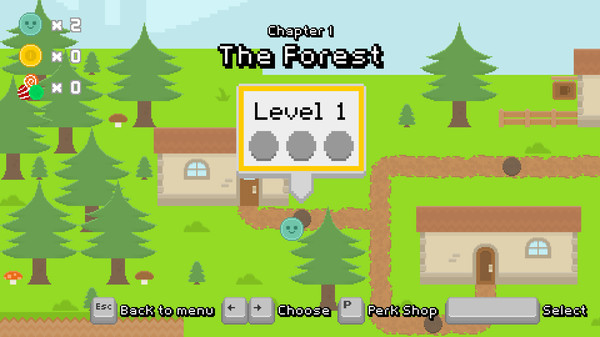 x 2
Chapter 1
The Forest
x 0
x 0
Level 1
Esc Back to menu ← → Choose P Perk Shop Select